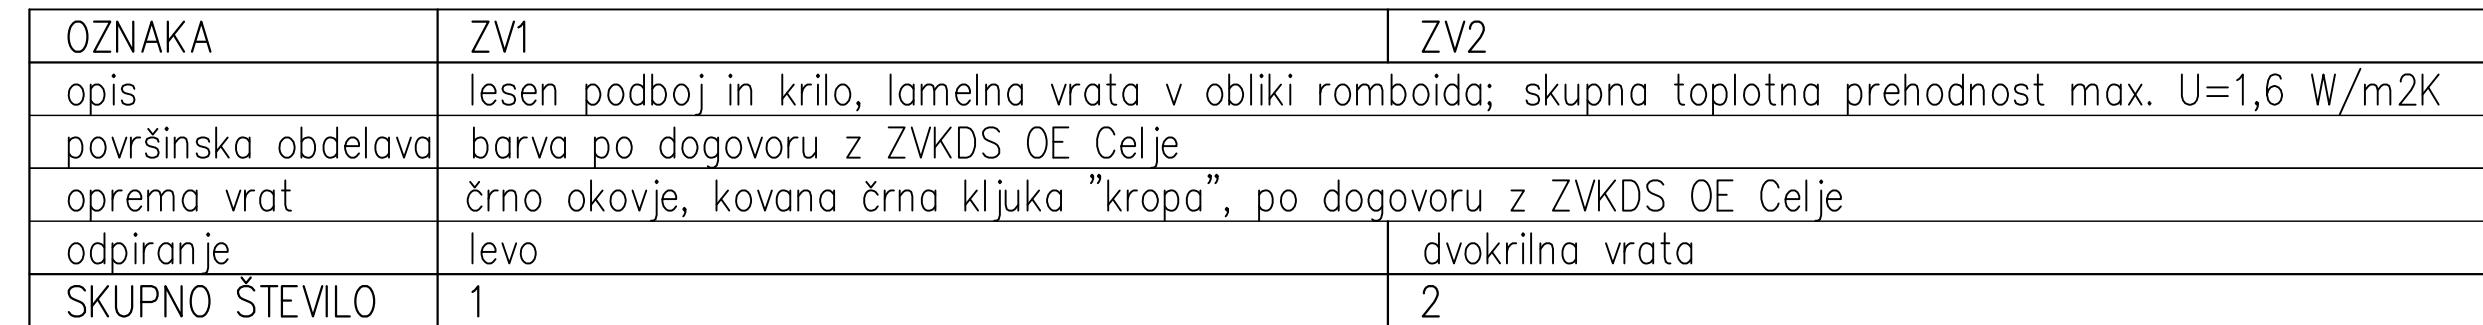 OZNAKA ZV1 ZV2
opis lesen podboj in krilo, lamelna vrata v obliki romboida; skupna toplotna prehodnost max. U=1,6 W/m2K
površinska obdelava barva po dogovoru z ZVKDS OE Celje
oprema vrat črno okovje, kovana črna kljuka ”kropa”, po dogovoru z ZVKDS OE Celje
odpiranje levo dvokrilna vrata
SKUPNO ŠTEVILO 1 2